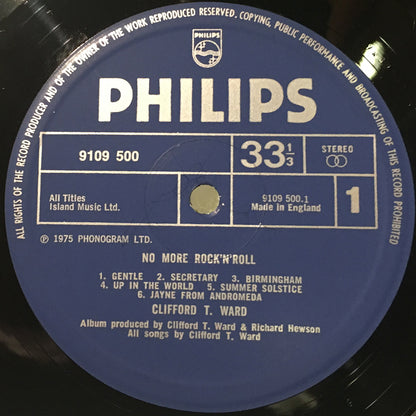 ALL RIGHTS OF THE RECORD PRODUCER AND OF THE OWNER OF THE WORK REPRODUCED RESERVED. COPYING, PUBLIC PERFORMANCE AND BROADCASTING OF THIS RECORD PROHIBITED
PHILIPS
PHILIPS
9109 500
33 1/3
STEREO
All Titles
Island Music Ltd.
9109 500.1
Made in England
1
℗ 1975 PHONOGRAM LTD.
NO MORE ROCK'N'ROLL
1. GENTLE 2. SECRETARY 3. BIRMINGHAM
4. UP IN THE WORLD 5. SUMMER SOLSTICE
6. JAYNE FROM ANDROMEDA
CLIFFORD T. WARD
Album produced by Clifford T. Ward & Richard Hewson
All songs by Clifford T. Ward